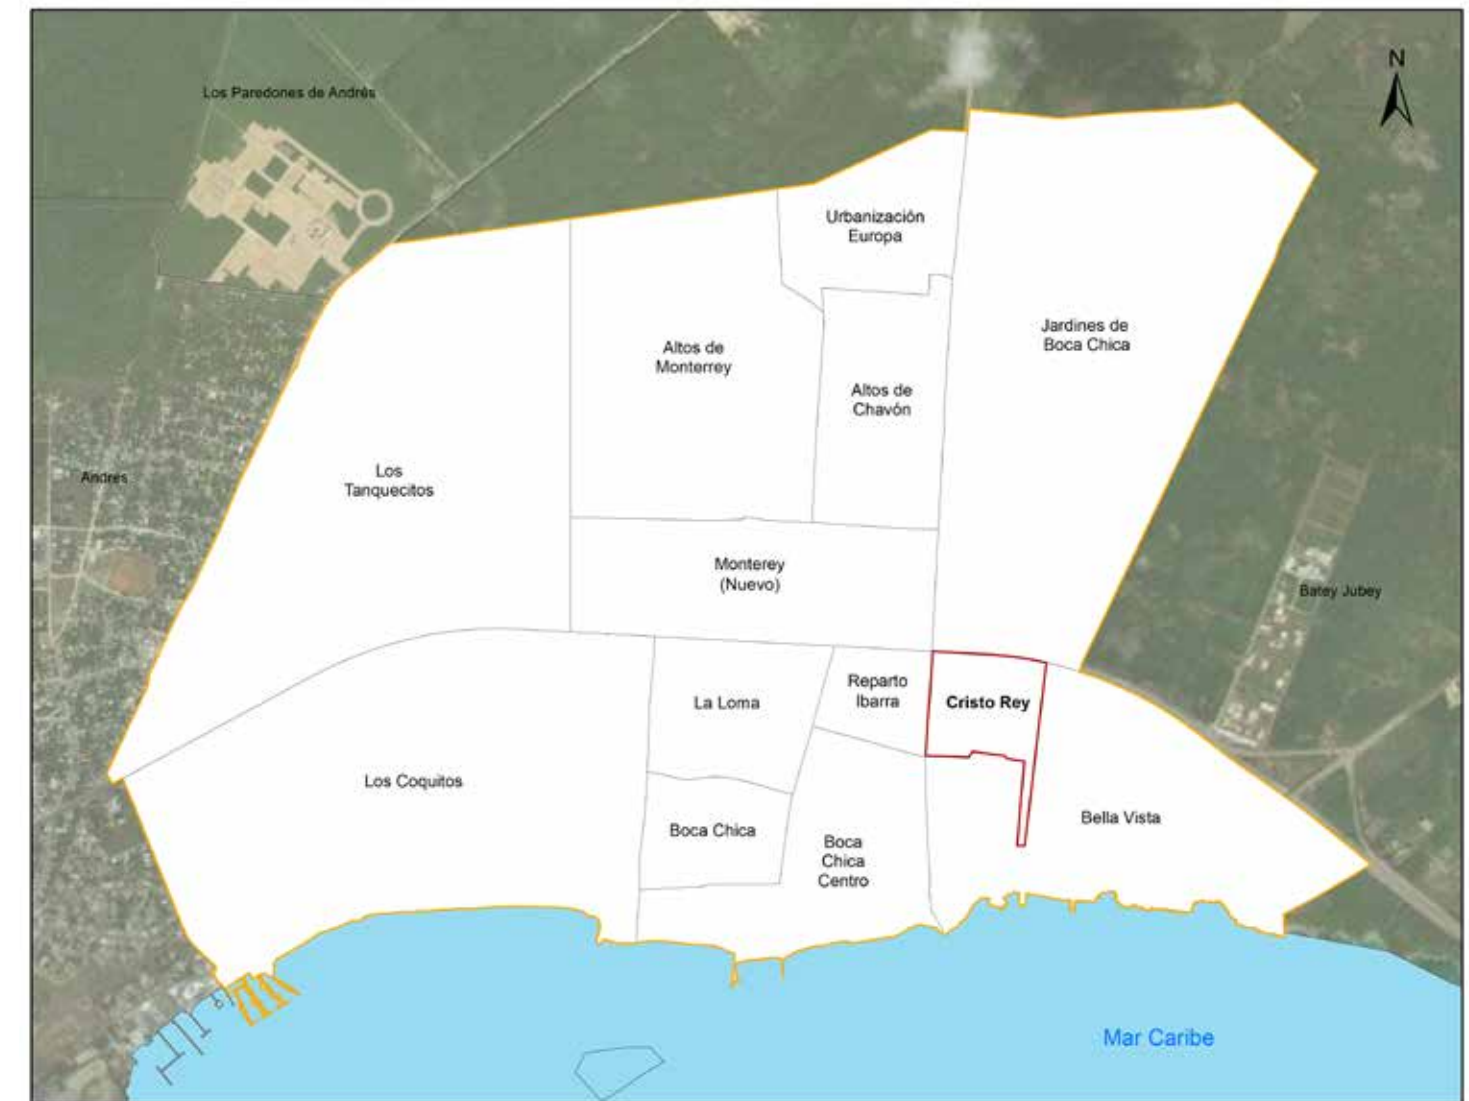 N
Los Paredones de Andrés
Urbanización
Europa
Jardines de
Boca Chica
Altos de
Monterrey
Altos de
Chavón
Los
Tanquecitos
Andres
Monterey
(Nuevo)
Batey Jubey
Reparto
Ibarra
La Loma
Cristo Rey
Los Coquitos
Bella Vista
Boca Chica
Boca
Chica
Centro
Mar Caribe